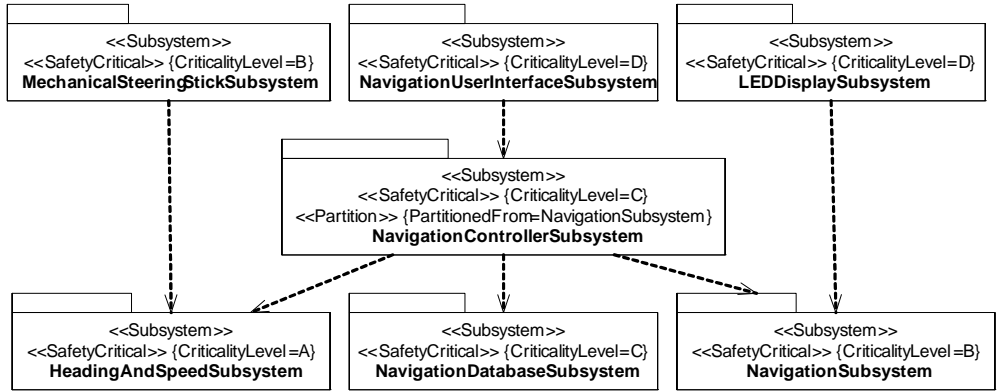 <<Subsystem>>
<<SafetyCritical>> {CriticalityLevel=B}
MechanicalSteeringStickSubsystem
<<Subsystem>>
<<SafetyCritical>> {CriticalityLevel=D}
NavigationUserInterfaceSubsystem
<<Subsystem>>
<<SafetyCritical>> {CriticalityLevel=D}
LEDDisplaySubsystem
<<Subsystem>>
<<SafetyCritical>> {CriticalityLevel=C}
<<Partition>> {PartitionedFrom=NavigationSubsystem}
NavigationControllerSubsystem
<<Subsystem>>
<<SafetyCritical>> {CriticalityLevel=A}
HeadingAndSpeedSubsystem
<<Subsystem>>
<<SafetyCritical>> {CriticalityLevel=C}
NavigationDatabaseSubsystem
<<Subsystem>>
<<SafetyCritical>> {CriticalityLevel=B}
NavigationSubsystem